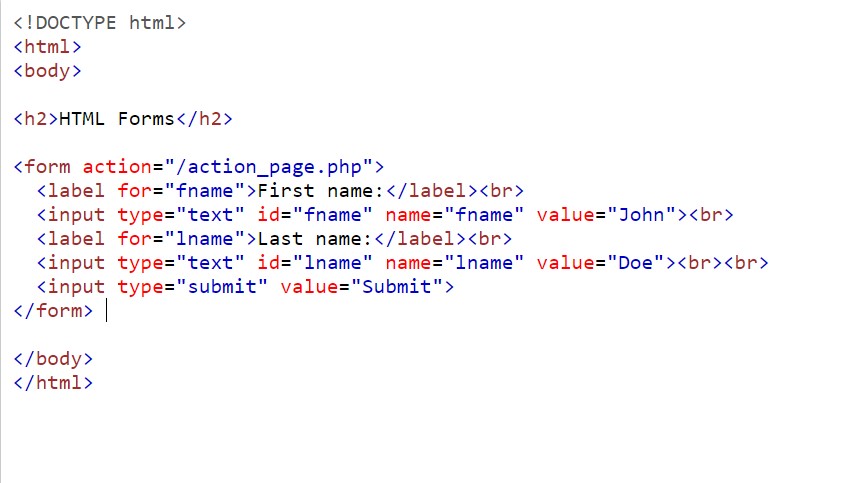 <!DOCTYPE html>
<html>
<body>
<h2>HTML Forms</h2>
<form action="/action_page.php">
<label for="fname">First name:</label><br>
<input type="text" id="fname" name="fname" value="John"><br>
<label for="lname">Last name:</label><br>
<input type="text" id="lname" name="lname" value="Doe"><br><br>
<input type="submit" value="Submit">
</form>
</body>
</html>